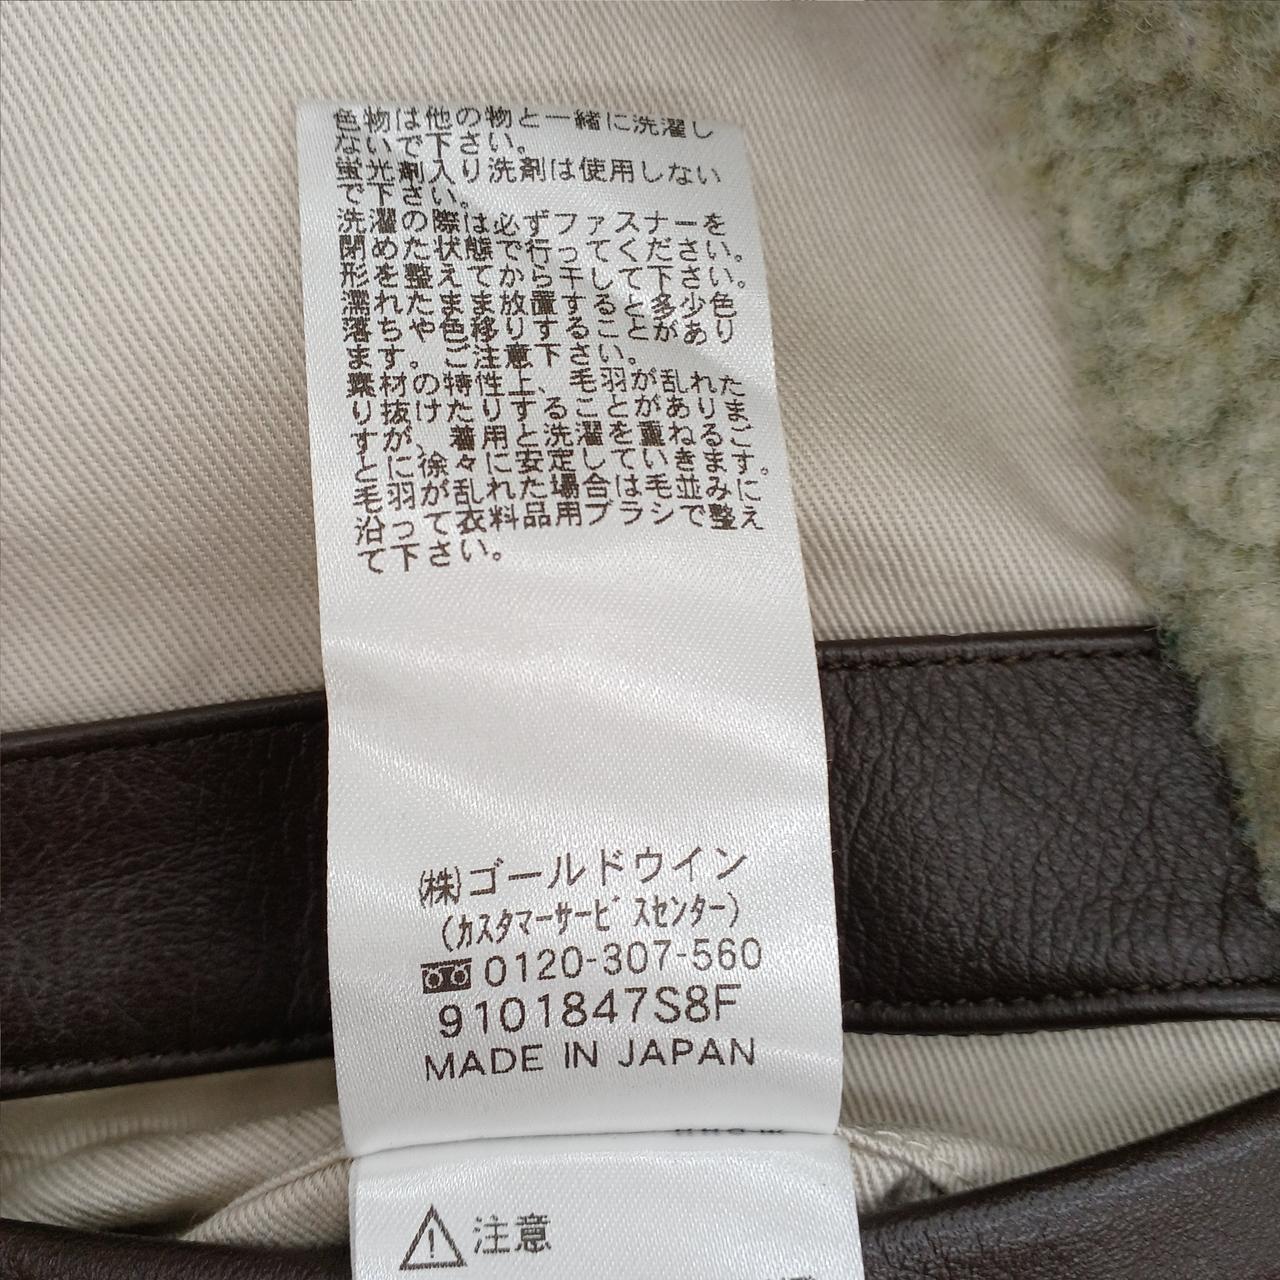 色物は他の物と一緒に洗濯し
ないで下さい。
蛍光剤入り洗剤は使用しない
で下さい。
洗濯の際は必ずファスナーを
閉めた状態で行ってください。
形を整えてから干して下さい。
濡れたまま放置すると多少色
落ちや色移りすることがあり
ます。ご注意下さい。
素材の特性上、毛羽が乱れた
り抜けたりすることがありま
すが、着用と洗濯を重ねるご
とに徐々に安定していきます。
毛羽が乱れた場合は毛並みに
沿って衣料品用ブラシで整え
て下さい。
(株)ゴールドウイン
(カスタマーサービスセンター)
0120-307-560
9101847S8F
MADE IN JAPAN
注意